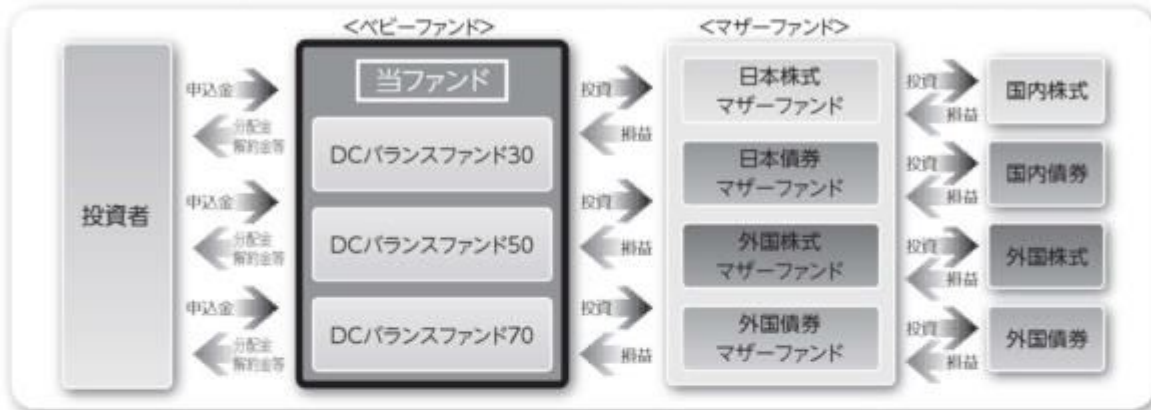 <ベビーファンド>
<マザーファンド>
投資者
申込金
分配金
解約金等
申込金
分配金
解約金等
申込金
分配金
解約金等
当ファンド
DCバランスファンド30
DCバランスファンド50
DCバランスファンド70
投資
損益
投資
損益
投資
損益
日本株式
マザーファンド
日本債券
マザーファンド
外国株式
マザーファンド
外国債券
マザーファンド
投資
損益
投資
損益
投資
損益
投資
損益
国内株式
国内債券
外国株式
外国債券